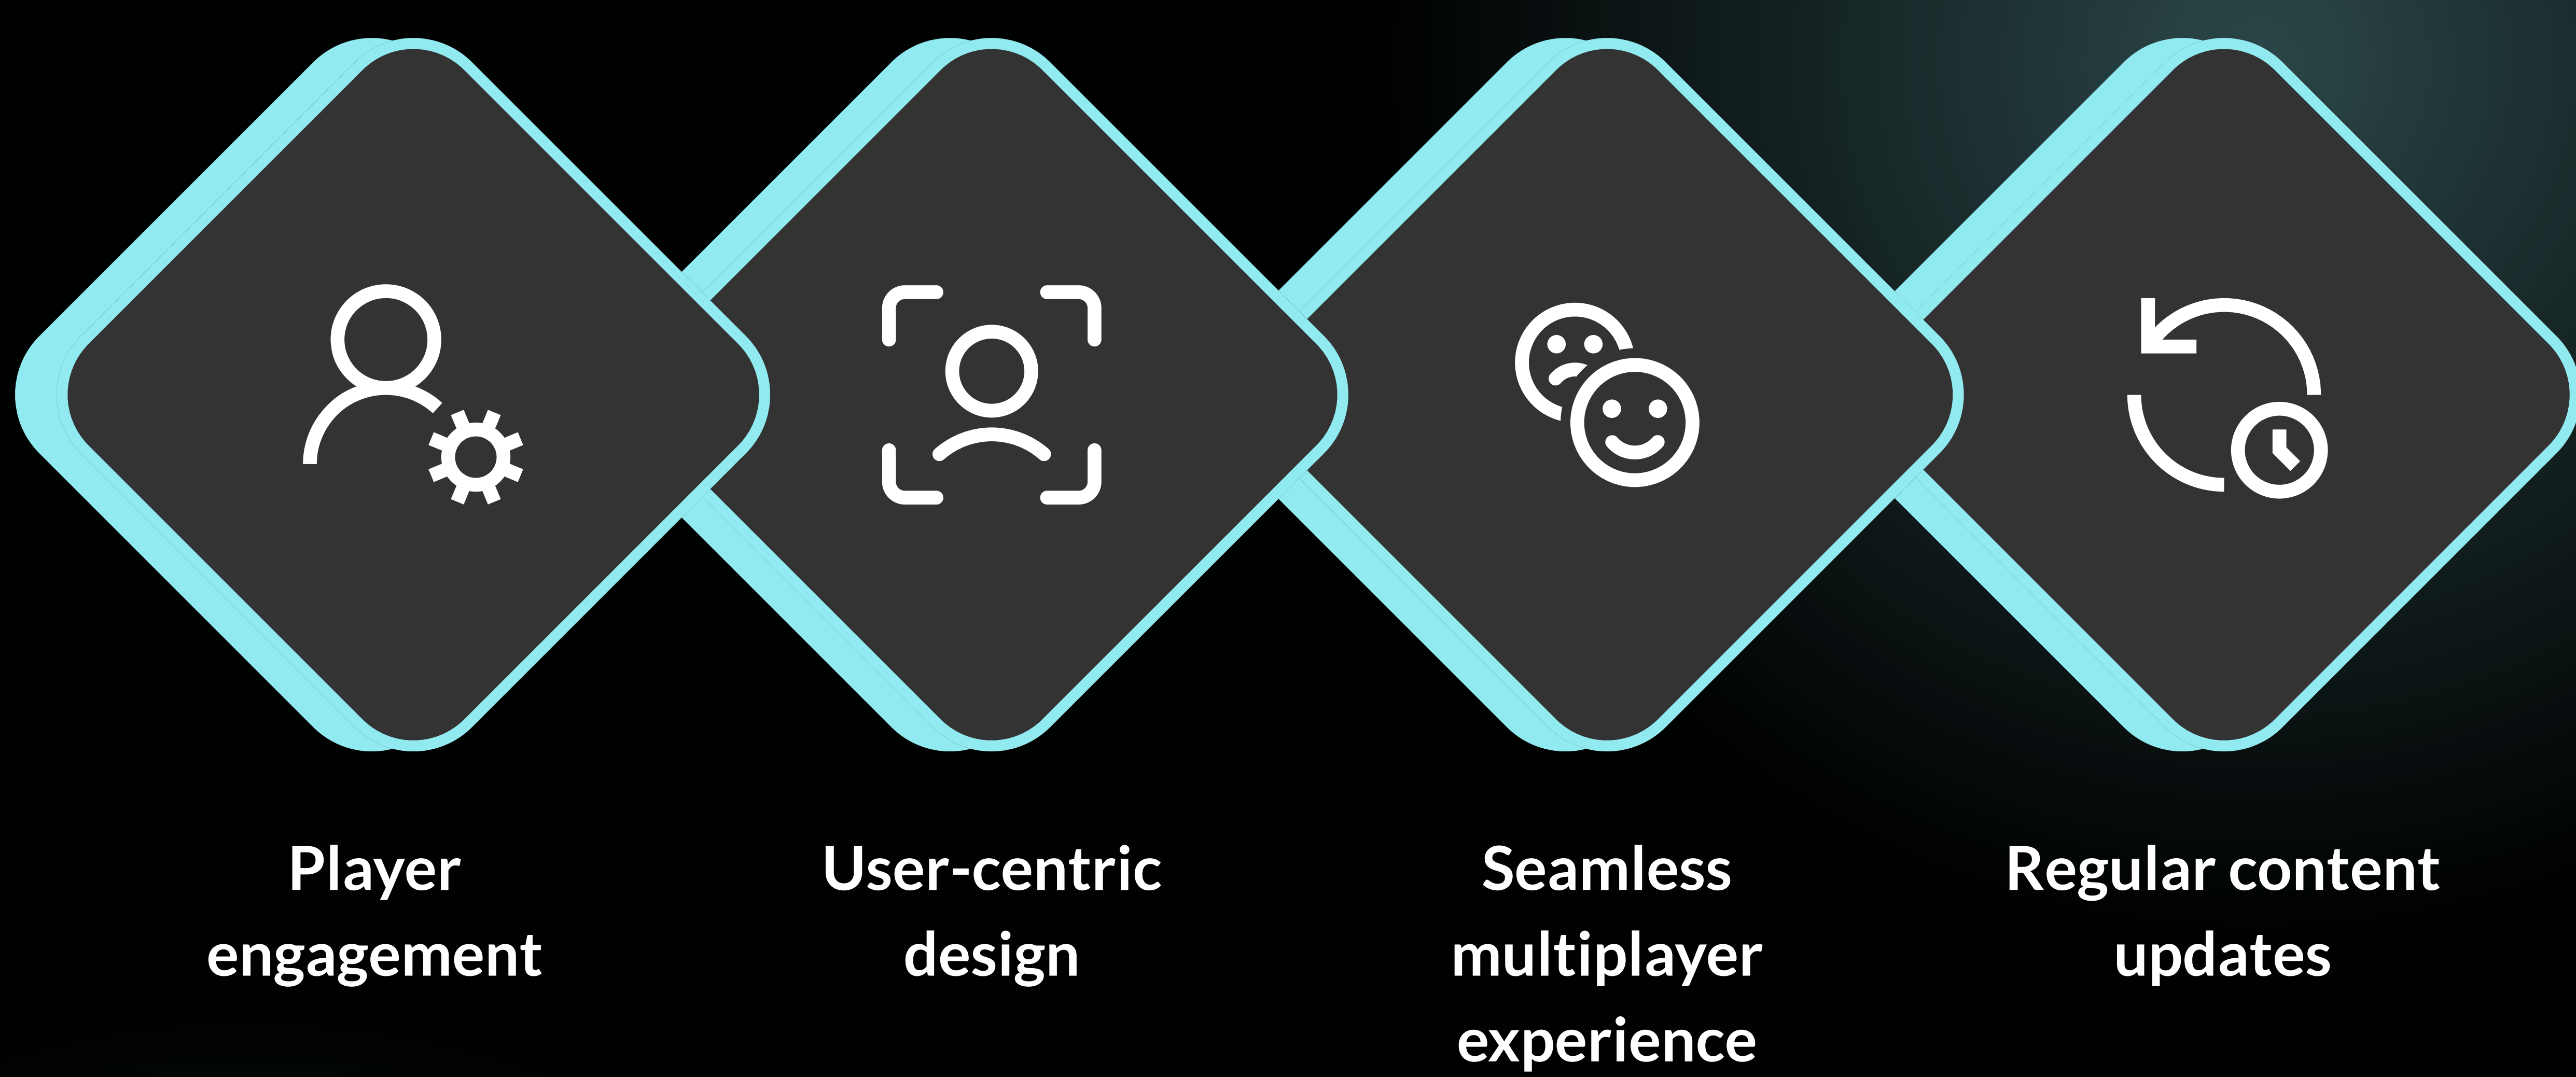 Player
engagement
User-centric
design
Seamless
multiplayer
experience
Regular content
updates